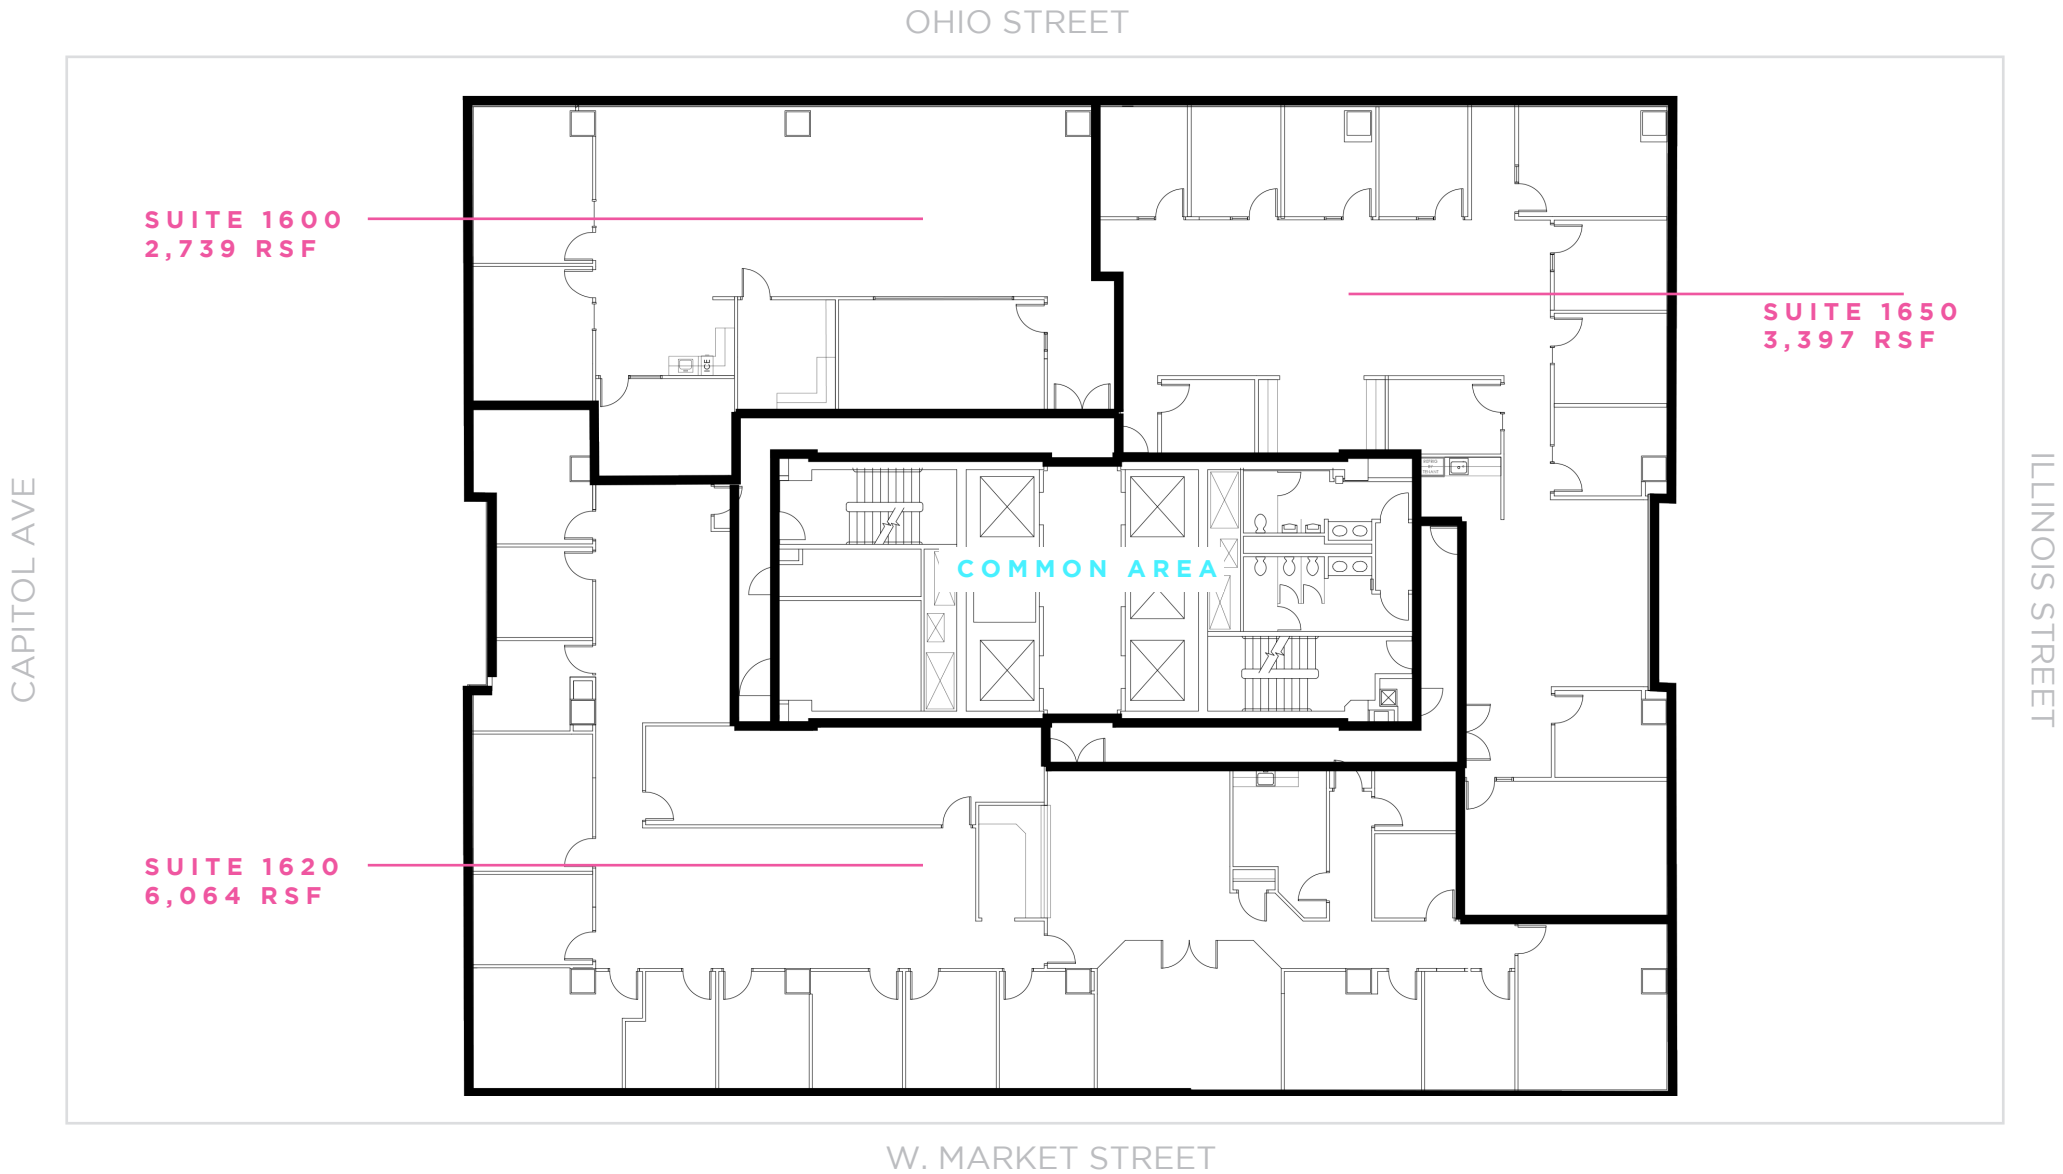 OHIO STREET
SUITE 1600
2,739 RSF
SUITE 1650
3,397 RSF
ICE
CAPITOL AVE
ILLINOIS STREET
COMMON AREA
SUITE 1620
6,064 RSF
W. MARKET STREET